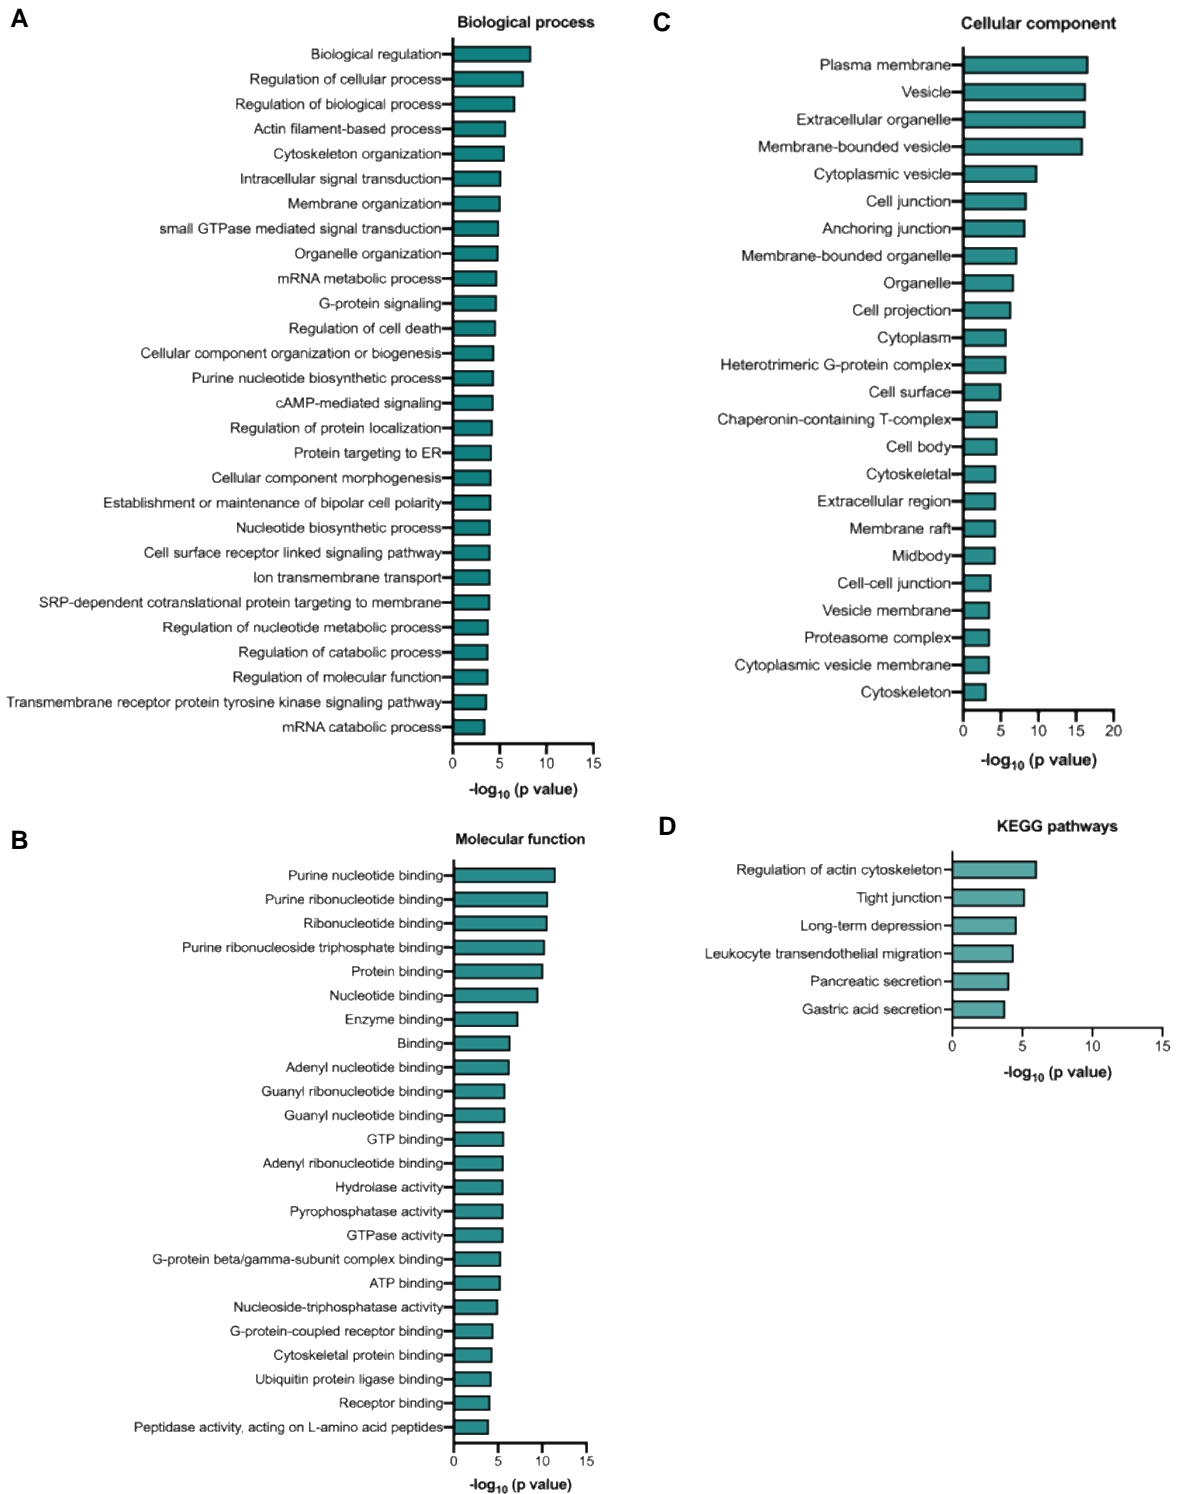 A
Biological process
Biological regulation
Regulation of cellular process
Regulation of biological process
Actin filament-based process
Cytoskeleton organization
Intracellular signal transduction
Membrane organization
small GTPase mediated signal transduction
Organelle organization
mRNA metabolic process
G-protein signaling
Regulation of cell death
Cellular component organization or biogenesis
Purine nucleotide biosynthetic process
cAMP-mediated signaling
Regulation of protein localization
Protein targeting to ER
Cellular component morphogenesis
Establishment or maintenance of bipolar cell polarity
Nucleotide biosynthetic process
Cell surface receptor linked signaling pathway
Ion transmembrane transport
SRP-dependent cotranslational protein targeting to membrane
Regulation of nucleotide metabolic process
Regulation of catabolic process
Regulation of molecular function
Transmembrane receptor protein tyrosine kinase signaling pathway
mRNA catabolic process
0 5 10 15
-log10 (p value)
C
Cellular component
Plasma membrane
Vesicle
Extracellular organelle
Membrane-bounded vesicle
Cytoplasmic vesicle
Cell junction
Anchoring junction
Membrane-bounded organelle
Organelle
Cell projection
Cytoplasm
Heterotrimeric G-protein complex
Cell surface
Chaperonin-containing T-complex
Cell body
Cytoskeletal
Extracellular region
Membrane raft
Midbody
Cell-cell junction
Vesicle membrane
Proteasome complex
Cytoplasmic vesicle membrane
Cytoskeleton
0 5 10 15 20
-log10 (p value)
B
Molecular function
Purine nucleotide binding
Purine ribonucleotide binding
Ribonucleotide binding
Purine ribonucleoside triphosphate binding
Protein binding
Nucleotide binding
Enzyme binding
Binding
Adenyl nucleotide binding
Guanyl ribonucleotide binding
Guanyl nucleotide binding
GTP binding
Adenyl ribonucleotide binding
Hydrolase activity
Pyrophosphatase activity
GTPase activity
G-protein beta/gamma-subunit complex binding
ATP binding
Nucleoside-triphosphatase activity
G-protein-coupled receptor binding
Cytoskeletal protein binding
Ubiquitin protein ligase binding
Receptor binding
Peptidase activity, acting on L-amino acid peptides
0 5 10 15
-log10 (p value)
D
KEGG pathways
Regulation of actin cytoskeleton
Tight junction
Long-term depression
Leukocyte transendothelial migration
Pancreatic secretion
Gastric acid secretion
0 5 10 15
-log10 (p value)